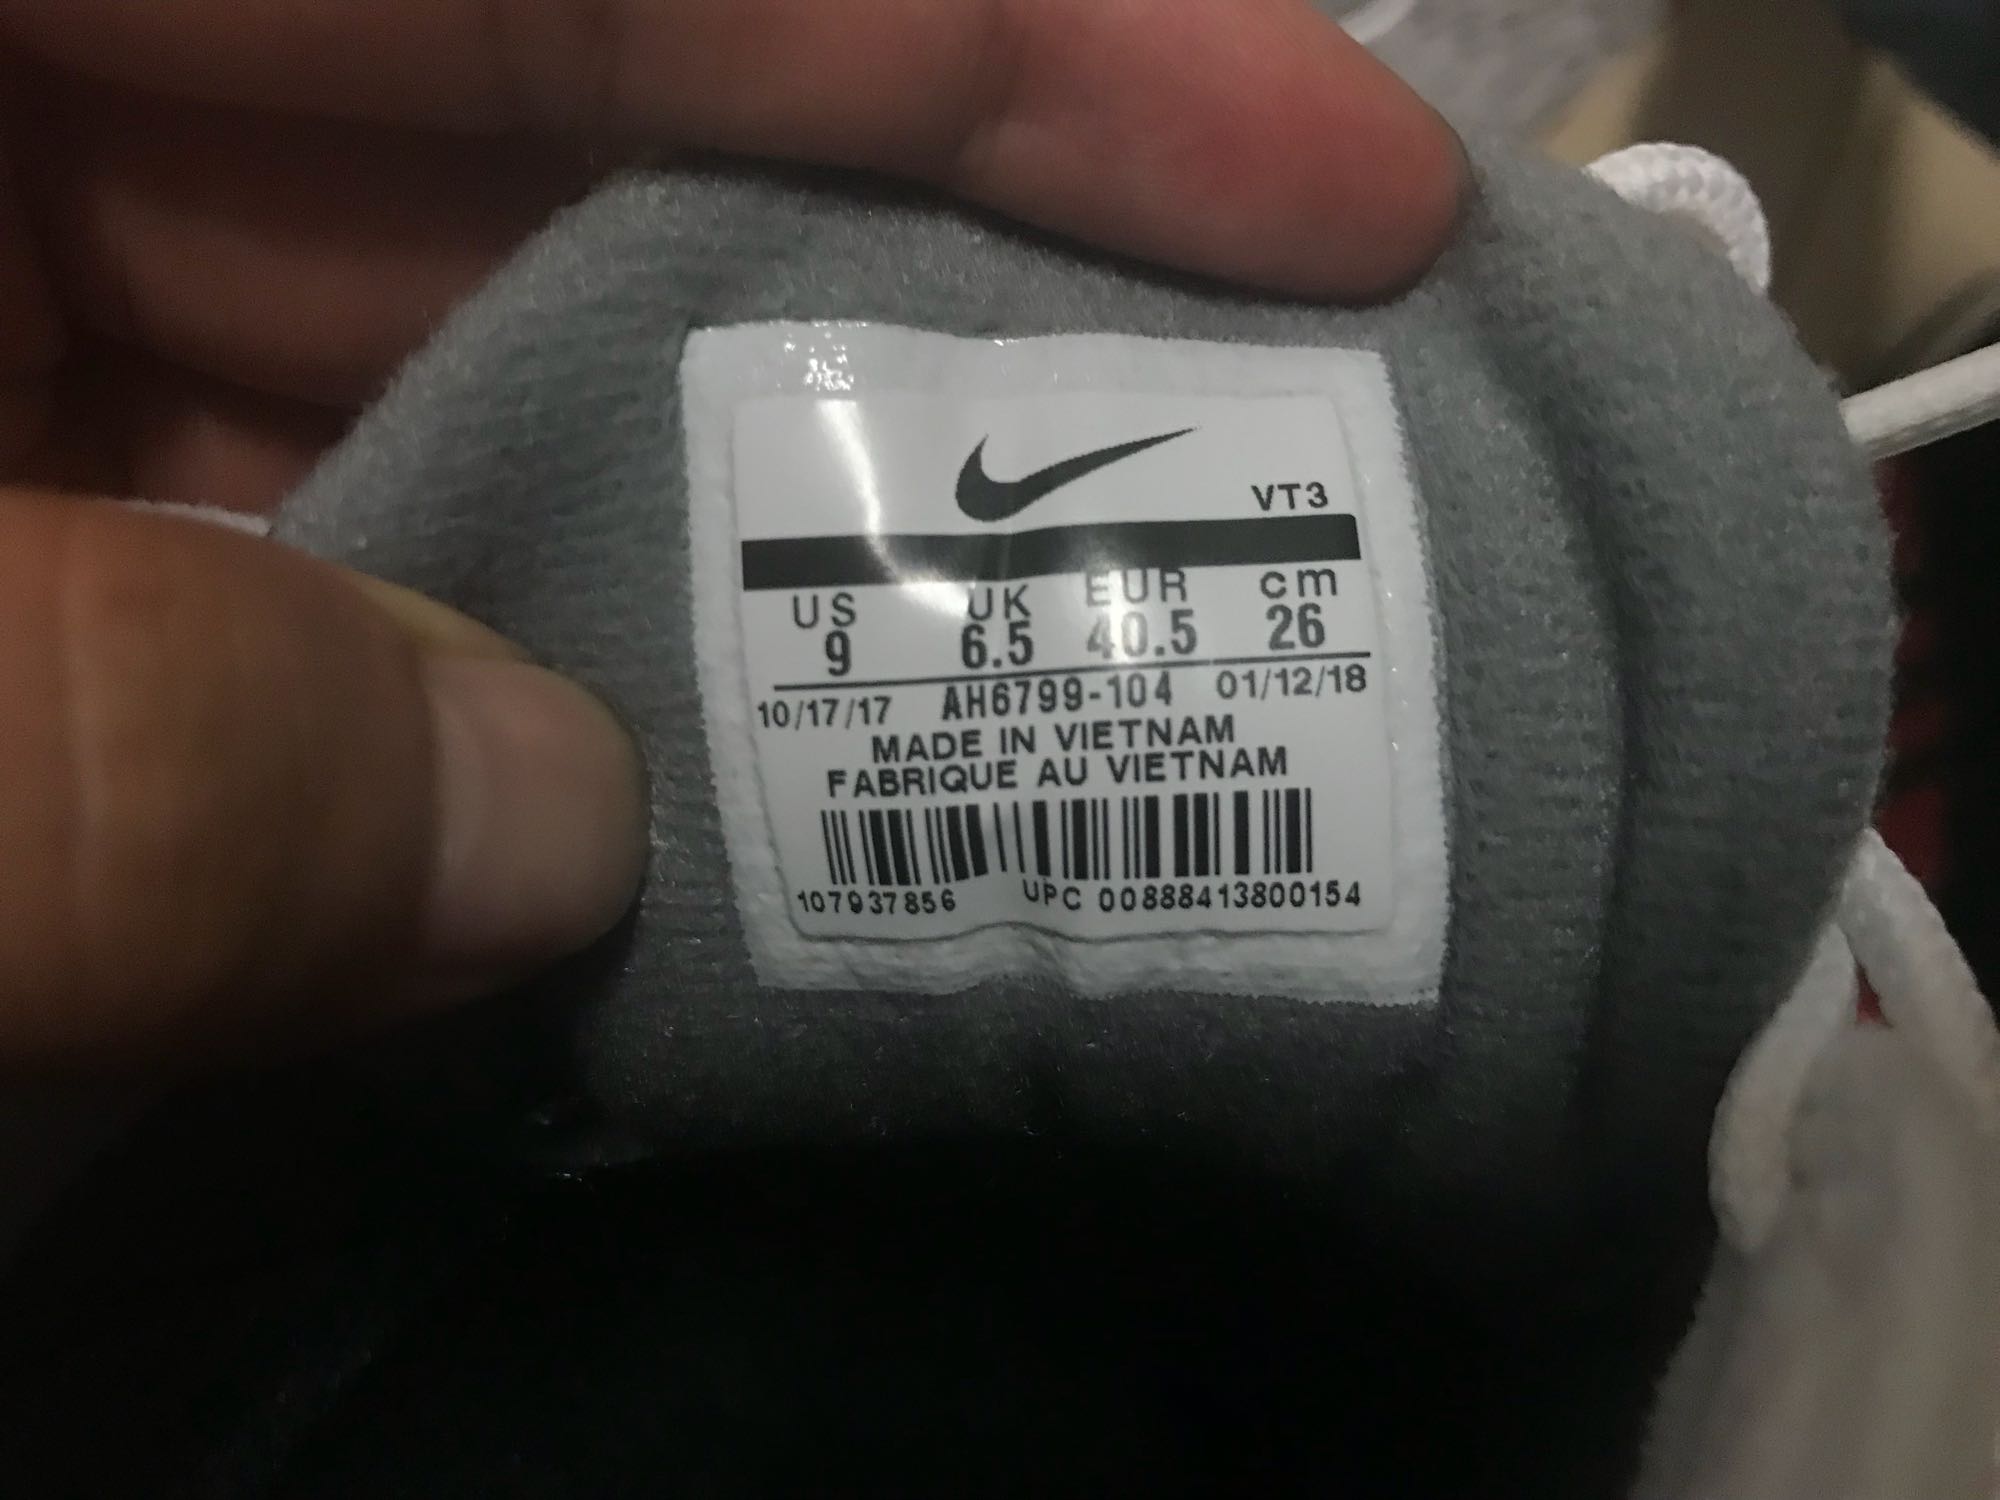 VT3
US UK EUR cm
9 6.5 40.5 26
10/17/17 AH6799-104 01/12/18
MADE IN VIETNAM
FABRIQUE AU VIETNAM
107937856 UPC 00888413800154